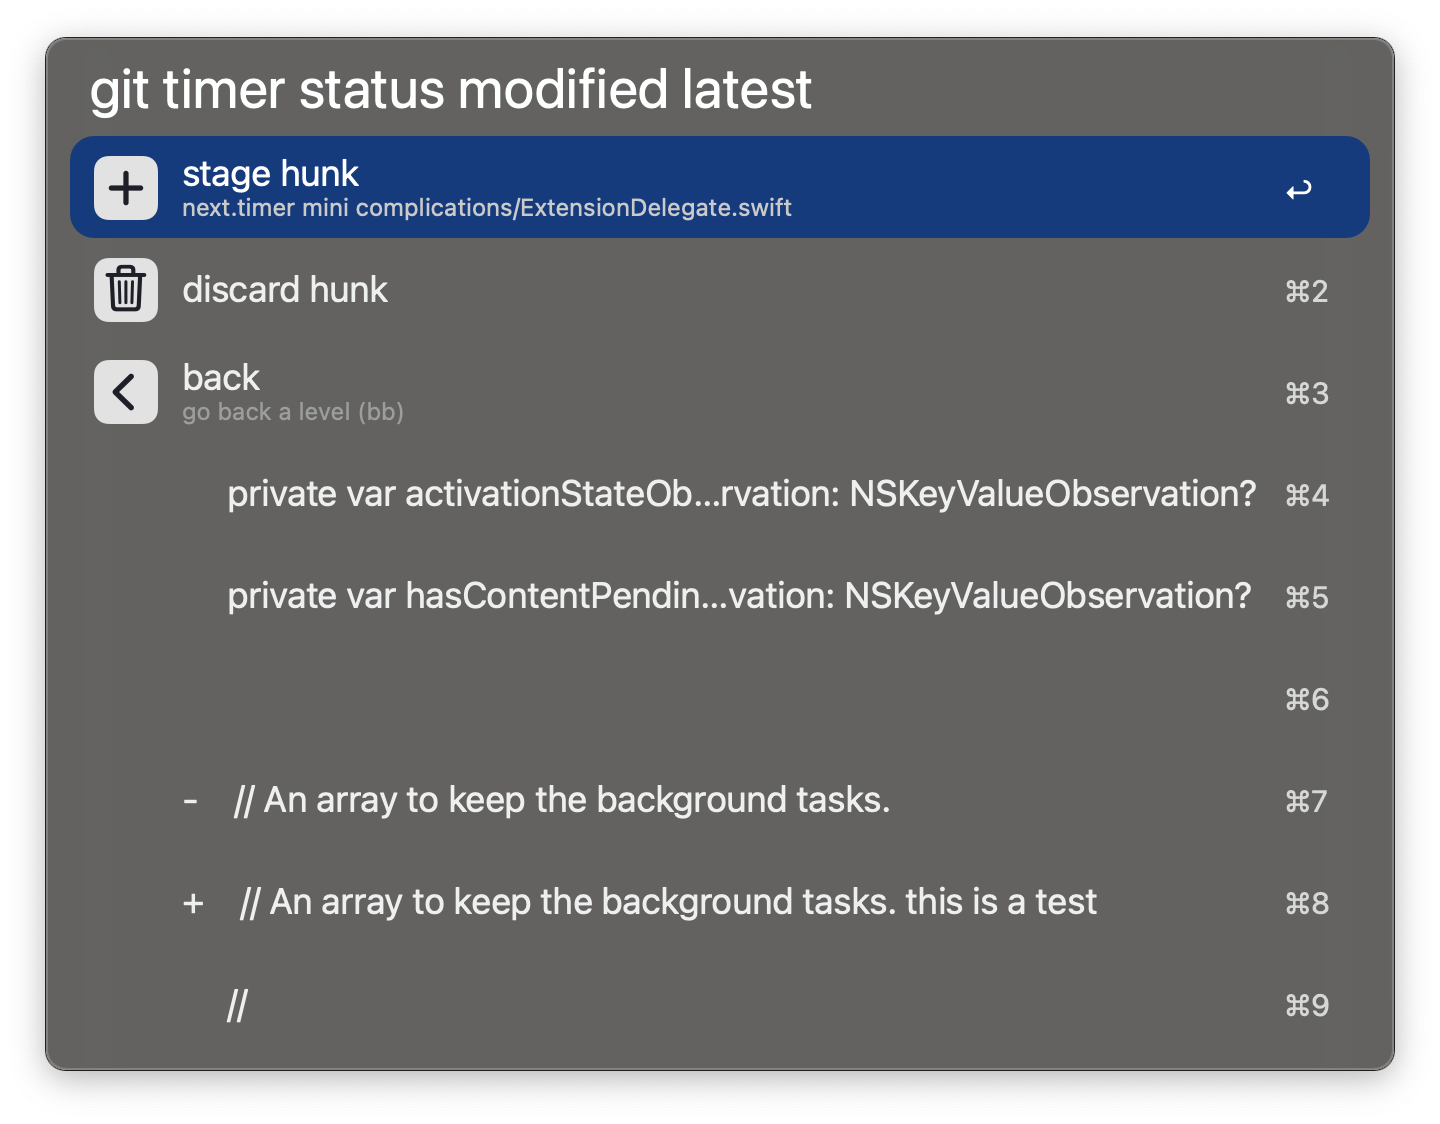 git timer status modified latest
stage hunk
next.timer mini complications/ExtensionDelegate.swift
discard hunk ⌘2
back
go back a level (bb) ⌘3
private var activationStateOb...rvation: NSKeyValueObservation? ⌘4
private var hasContentPendin...vation: NSKeyValueObservation? ⌘5
⌘6
- // An array to keep the background tasks. ⌘7
+ // An array to keep the background tasks. this is a test ⌘8
// ⌘9